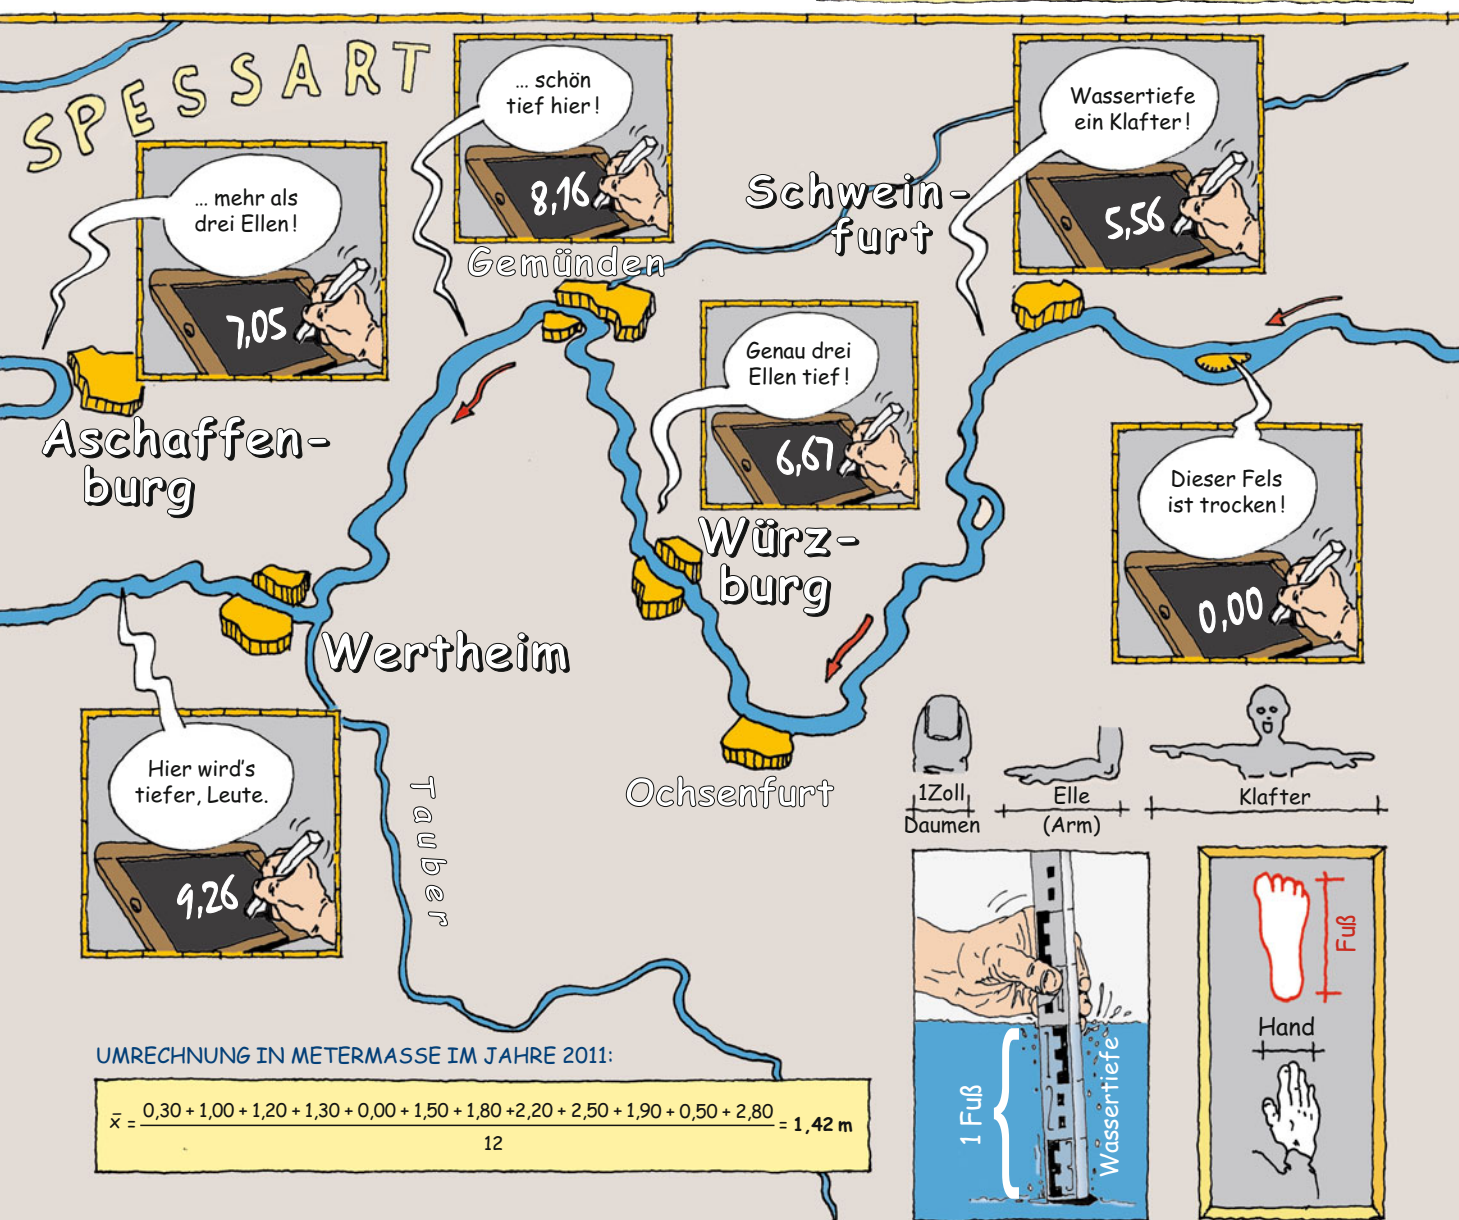 SPESSART
... schön
tief hier!
8,16
Gemünden
Wassertiefe
ein Klafter!
5,56
Schwein-
furt
... mehr als
drei Ellen!
7,05
Aschaffen-
burg
Genau drei
Ellen tief!
6,67
Würz-
burg
Dieser Fels
ist trocken!
0,00
Wertheim
Hier wird's
tiefer, Leute.
9,26
Tauber
Ochsenfurt
1Zoll
Daumen
Elle
(Arm)
Klafter
Fuß
Hand
1 Fuß
Wassertiefe
UMRECHNUNG IN METERMASSE IM JAHRE 2011:
x̄ = 0,30 + 1,00 + 1,20 + 1,30 + 0,00 + 1,50 + 1,80 +2,20 + 2,50 + 1,90 + 0,50 + 2,80 = 1,42 m
12